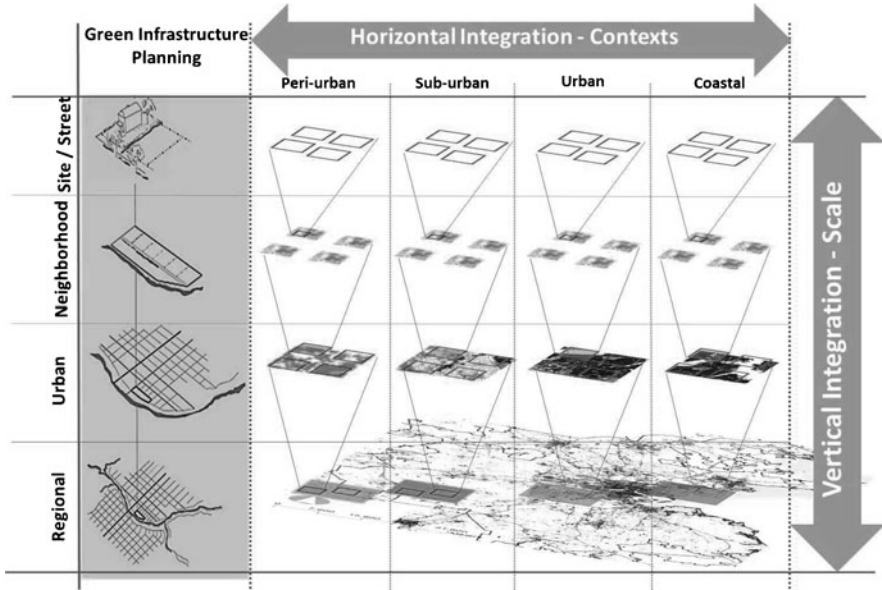 Green Infrastructure
Planning
Horizontal Integration - Contexts
Peri-urban
Sub-urban
Urban
Coastal
Site / Street
Neighborhood
Urban
Regional
Vertical Integration - Scale